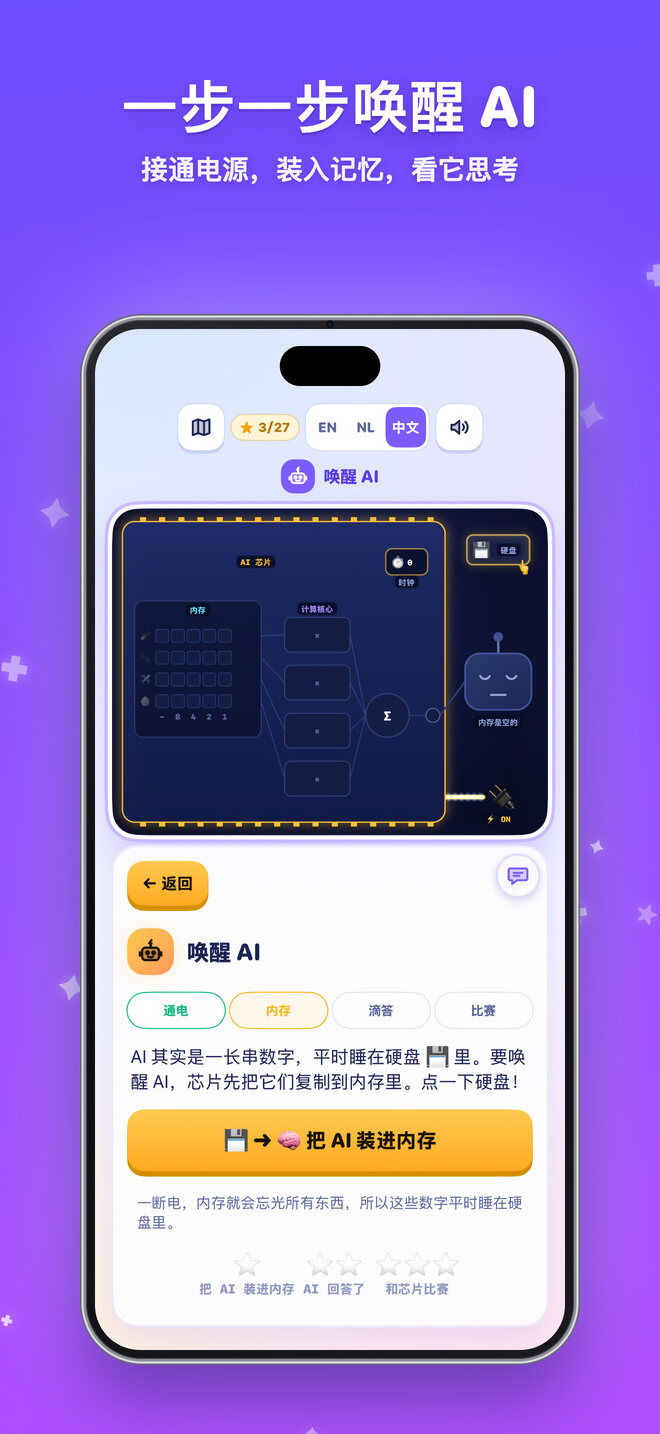 一步一步唤醒 AI
接通电源，装入记忆，看它思考
3/27
EN NL 中文
唤醒 AI
AI 芯片
0
时钟
硬盘
内存
计算核心
×
×
×
×
Σ
− 8 4 2 1
内存是空的
⚡ ON
← 返回
唤醒 AI
通电 内存 滴答 比赛
AI 其实是一长串数字，平时睡在硬盘 💾 里。要唤
醒 AI，芯片先把它们复制到内存里。点一下硬盘！
💾 → 🧠 把 AI 装进内存
一断电，内存就会忘光所有东西，所以这些数字平时睡在硬
盘里。
把 AI 装进内存 AI 回答了 和芯片比赛